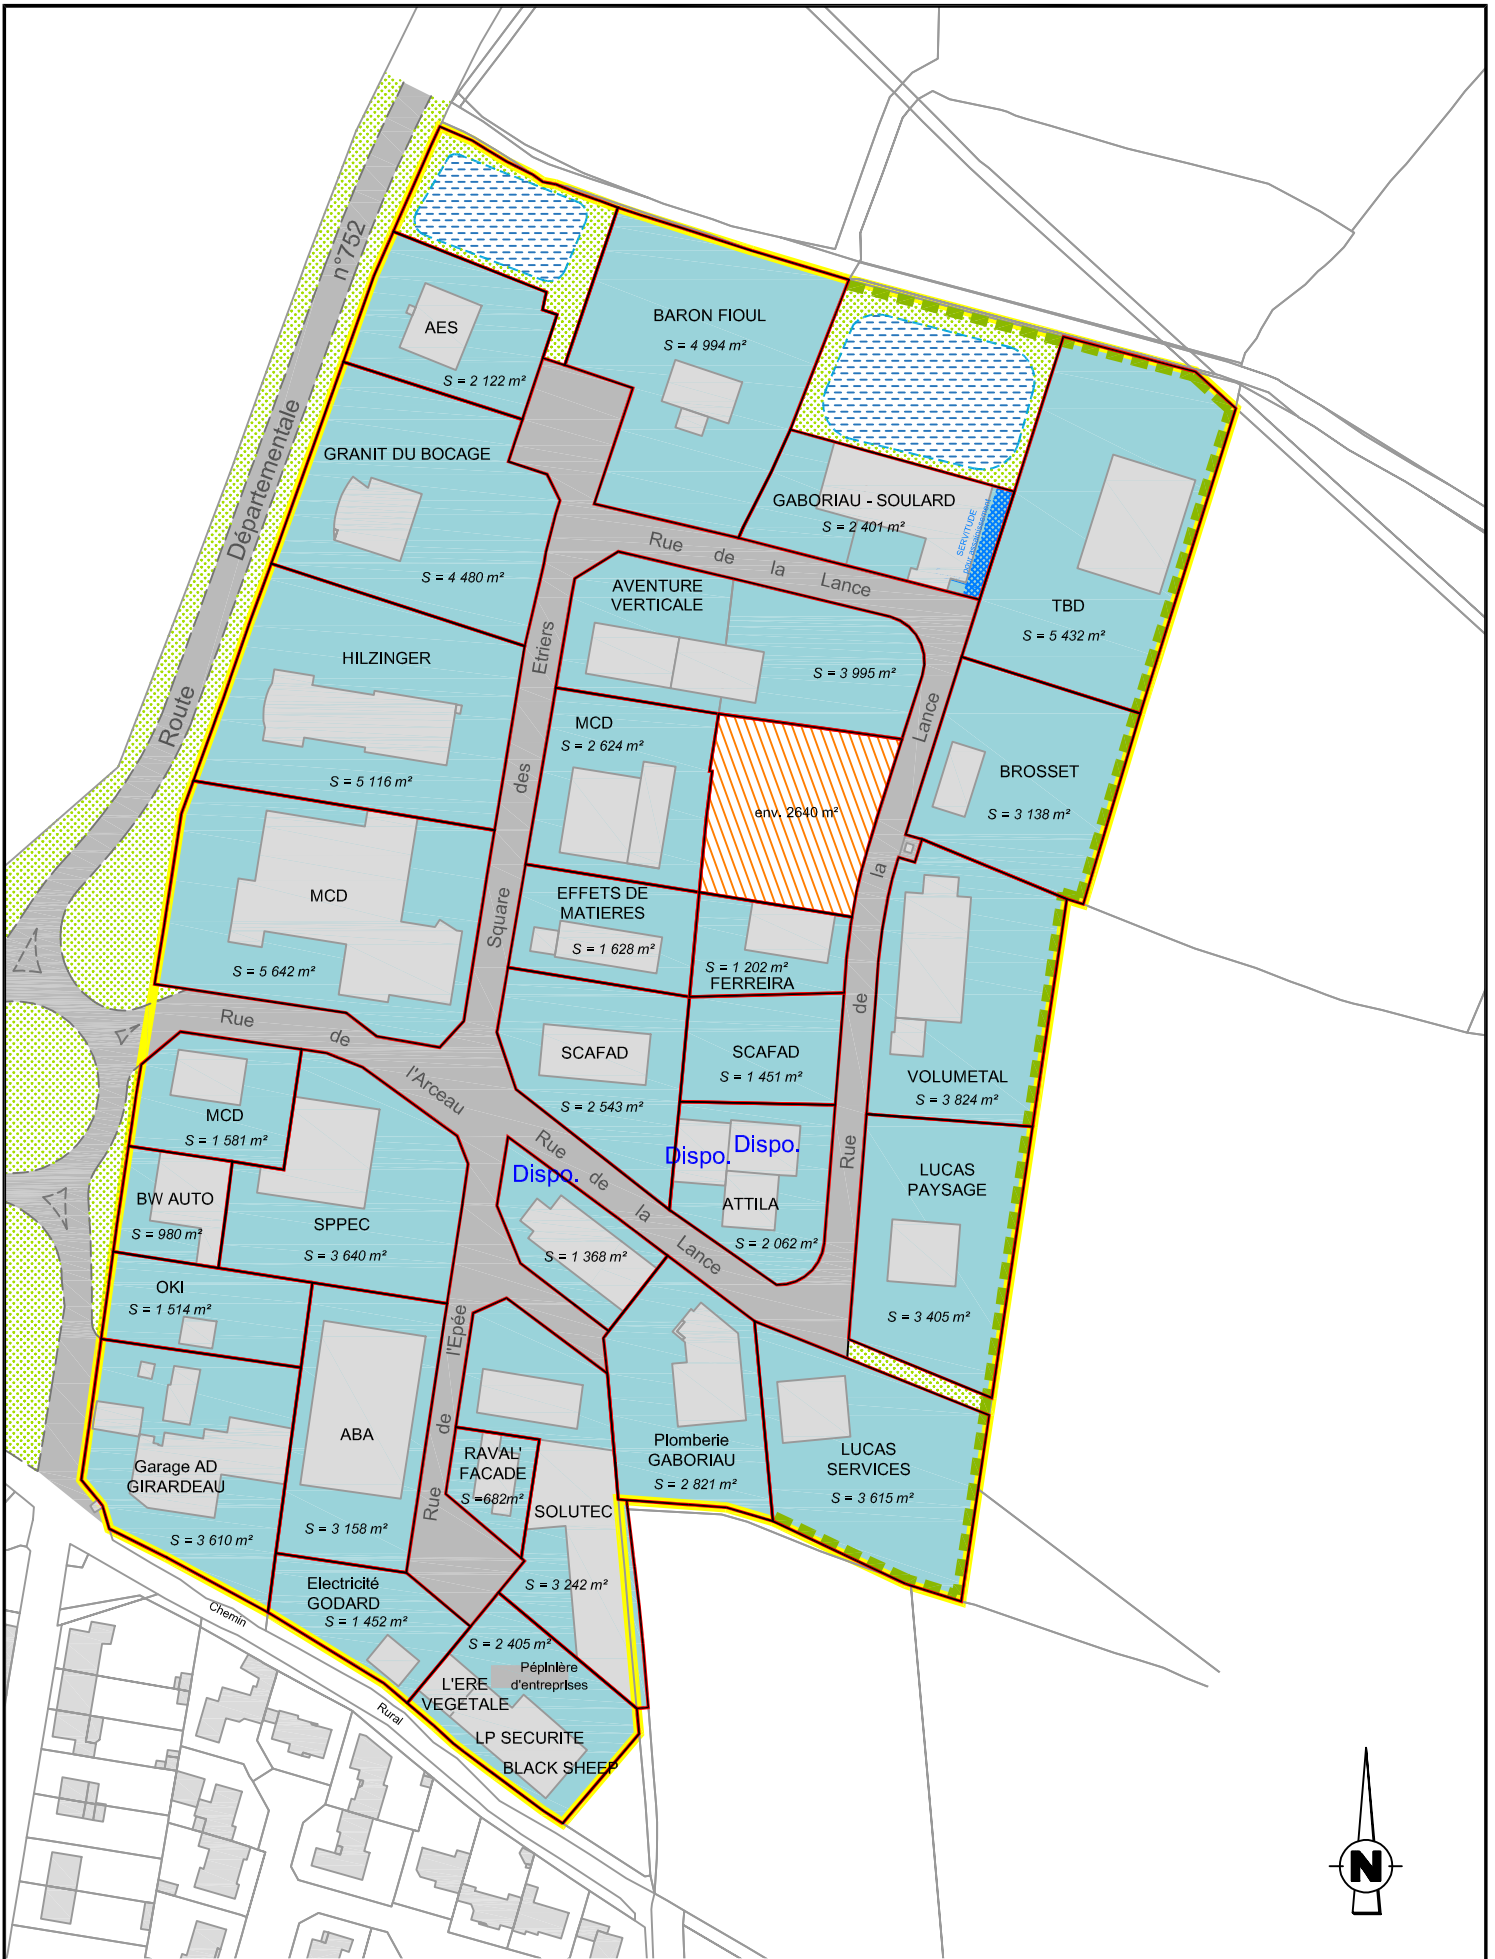 n°752
Départementale
Route
AES
S = 2 122 m²
BARON FIOUL
S = 4 994 m²
GRANIT DU BOCAGE
S = 4 480 m²
GABORIAU - SOULARD
S = 2 401 m²
SERVITUDE
pour assainissement
Rue de la Lance
AVENTURE
VERTICALE
S = 3 995 m²
TBD
S = 5 432 m²
HILZINGER
S = 5 116 m²
Square des Etriers
MCD
S = 2 624 m²
env. 2640 m²
Rue de la Lance
BROSSET
S = 3 138 m²
MCD
S = 5 642 m²
EFFETS DE
MATIERES
S = 1 628 m²
S = 1 202 m²
FERREIRA
Rue de l'Arceau
SCAFAD
S = 2 543 m²
SCAFAD
S = 1 451 m²
VOLUMETAL
S = 3 824 m²
MCD
S = 1 581 m²
Dispo.
Dispo.
Dispo.
Rue de la Lance
ATTILA
S = 2 062 m²
LUCAS
PAYSAGE
S = 3 405 m²
BW AUTO
S = 980 m²
SPPEC
S = 3 640 m²
S = 1 368 m²
OKI
S = 1 514 m²
Rue de l'Epée
ABA
S = 3 158 m²
Garage AD
GIRARDEAU
S = 3 610 m²
RAVAL'
FACADE
S =682m²
SOLUTEC
S = 3 242 m²
Plomberie
GABORIAU
S = 2 821 m²
LUCAS
SERVICES
S = 3 615 m²
Electricité
GODARD
S = 1 452 m²
S = 2 405 m²
Pépinière
d'entreprises
L'ERE
VEGETALE
LP SECURITE
BLACK SHEEP
Chemin
Rural
N